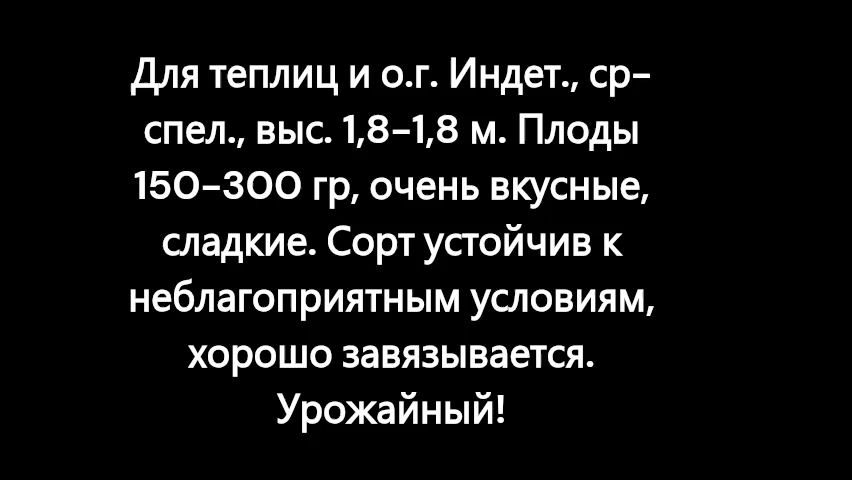 Для теплиц и о.г. Индет., ср-
спел., выс. 1,8-1,8 м. Плоды
150-300 гр, очень вкусные,
сладкие. Сорт устойчив к
неблагоприятным условиям,
хорошо завязывается.
Урожайный!